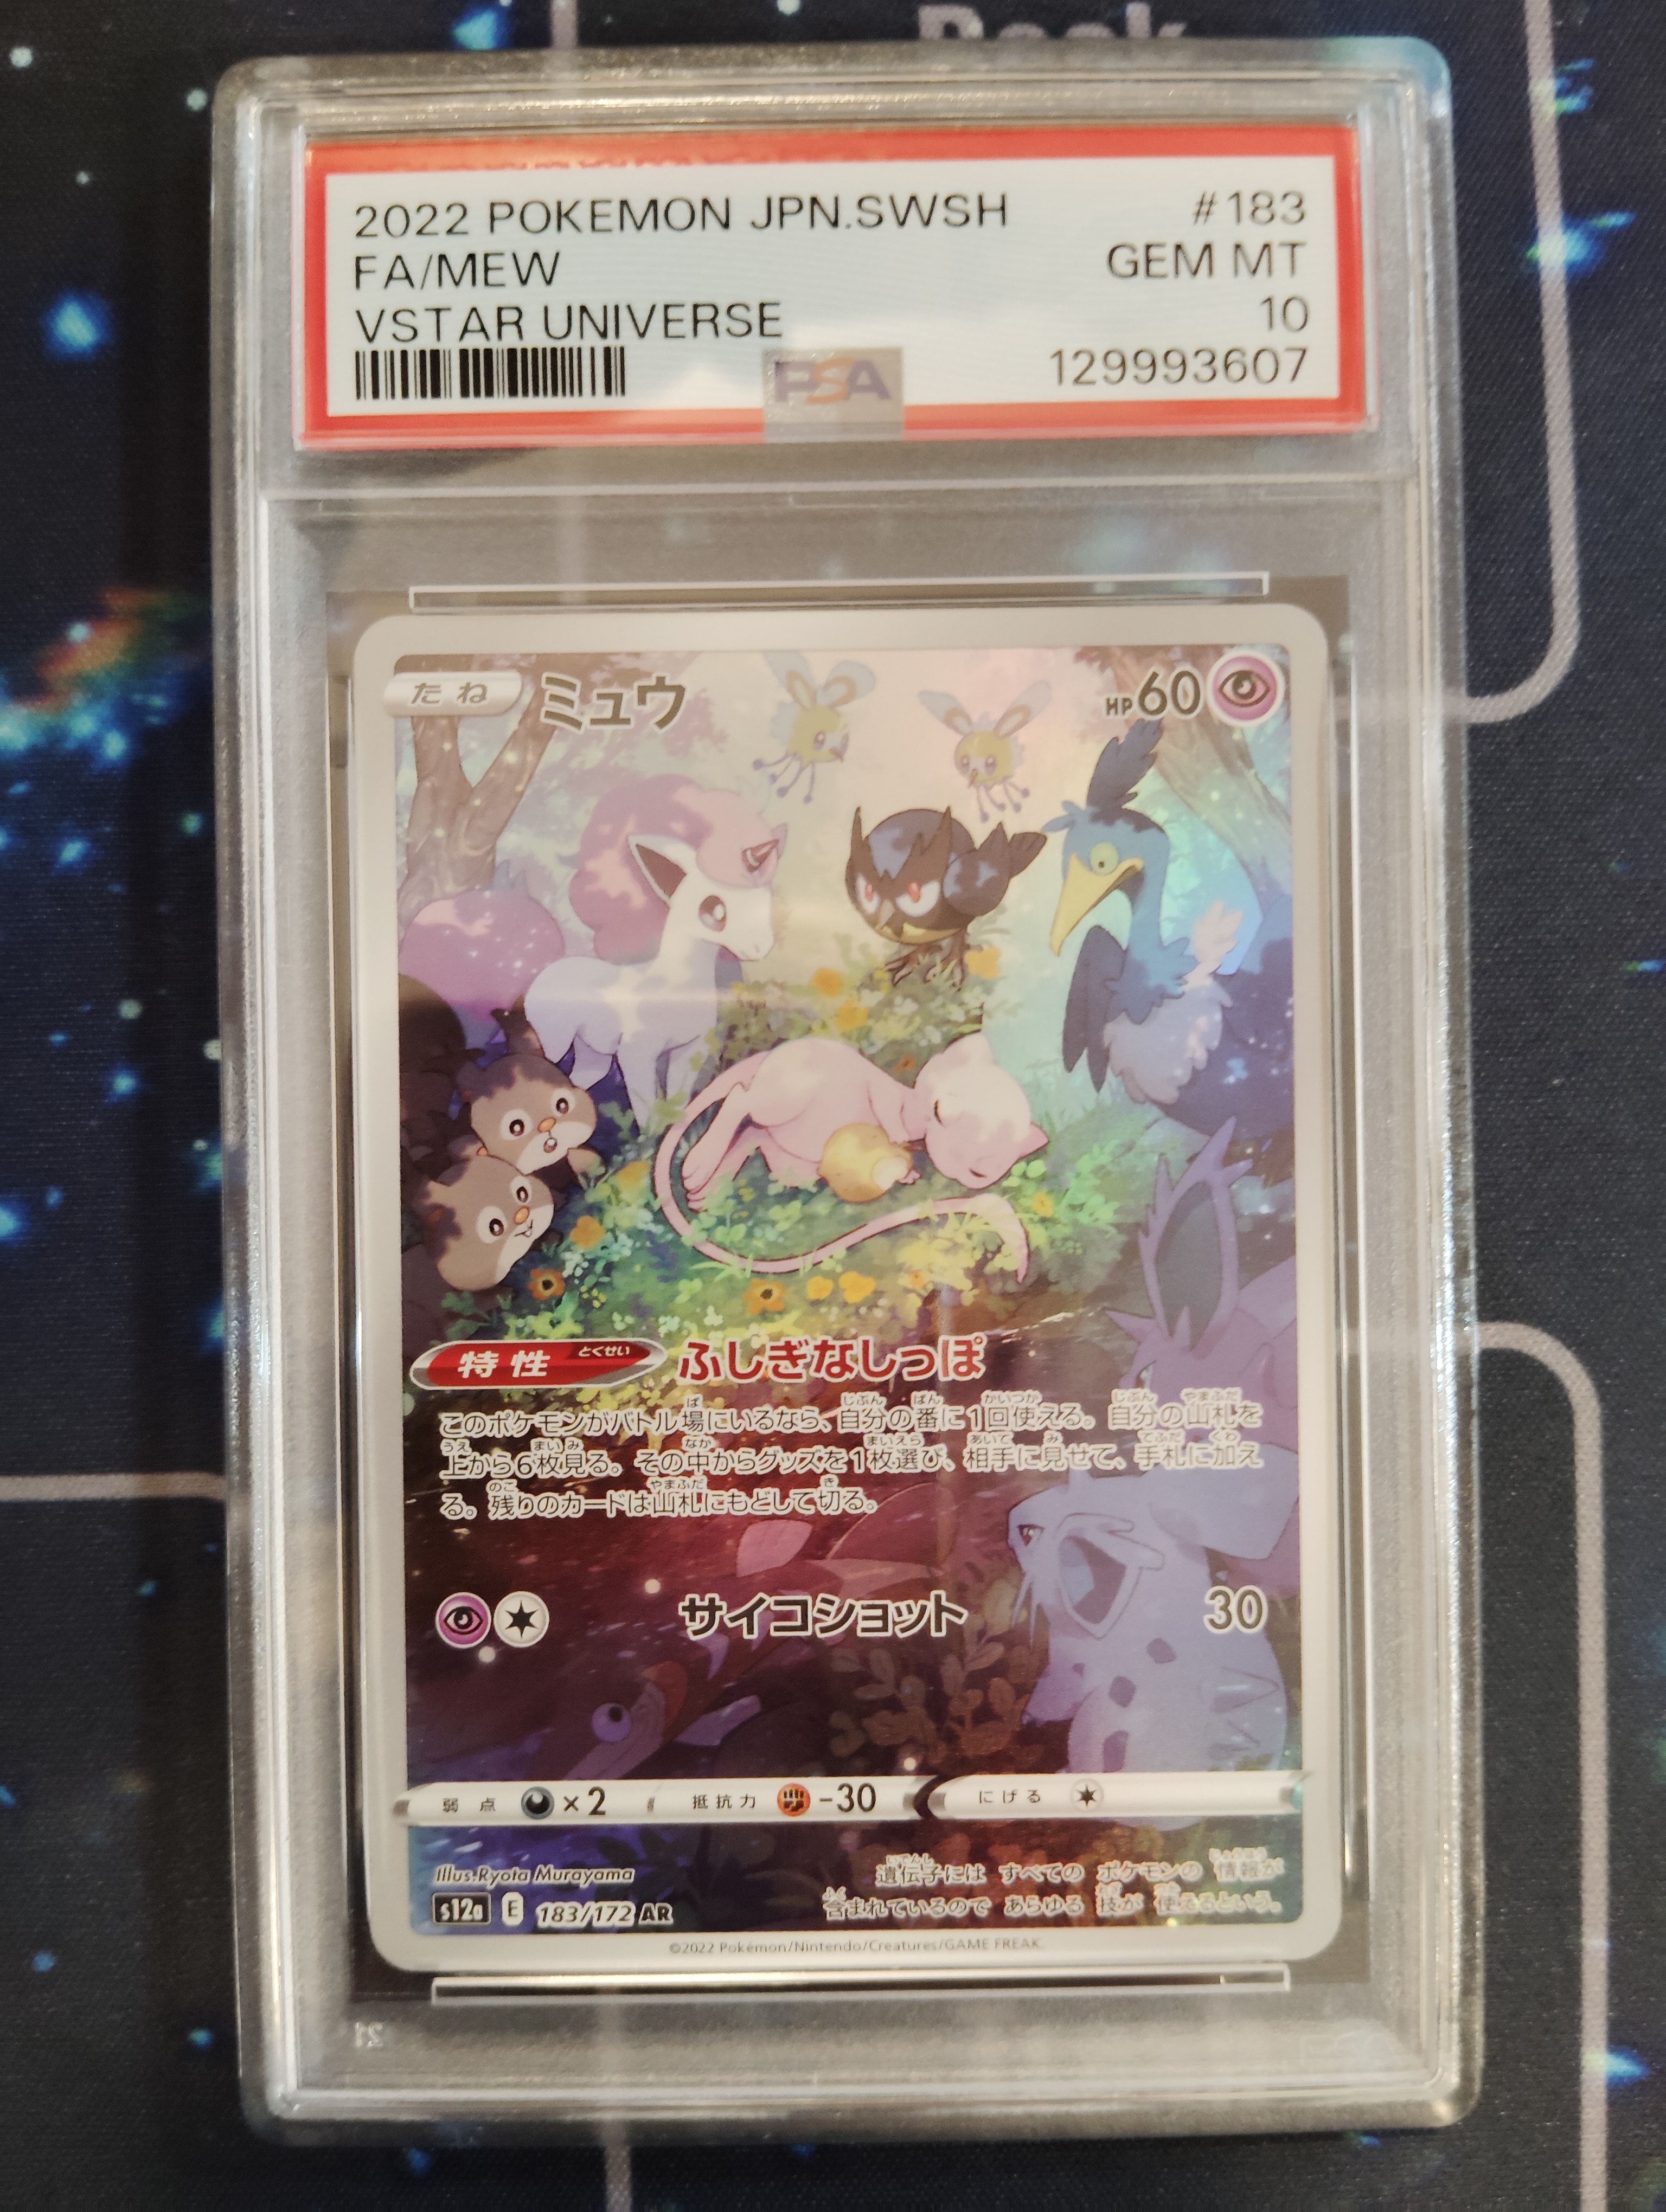 Deck
2022 POKEMON JPN.SWSH #183
FA/MEW GEM MT
VSTAR UNIVERSE 10
129993607
PSA
たね ミュウ HP60
特性 とくせい ふしぎなしっぽ
このポケモンがバトル場にいるなら、自分の番に1回使える。自分の山札を
上から6枚見る。その中からグッズを1枚選び、相手に見せて、手札に加え
る。残りのカードは山札にもどして切る。
サイコショット 30
弱点 ×2 抵抗力 -30 にげる
Illus.Ryota Murayama
遺伝子には すべての ポケモンの 情報が
含まれているので あらゆる 技が 使えるという。
s12a E 183/172 AR
©2022 Pokémon/Nintendo/Creatures/GAME FREAK.